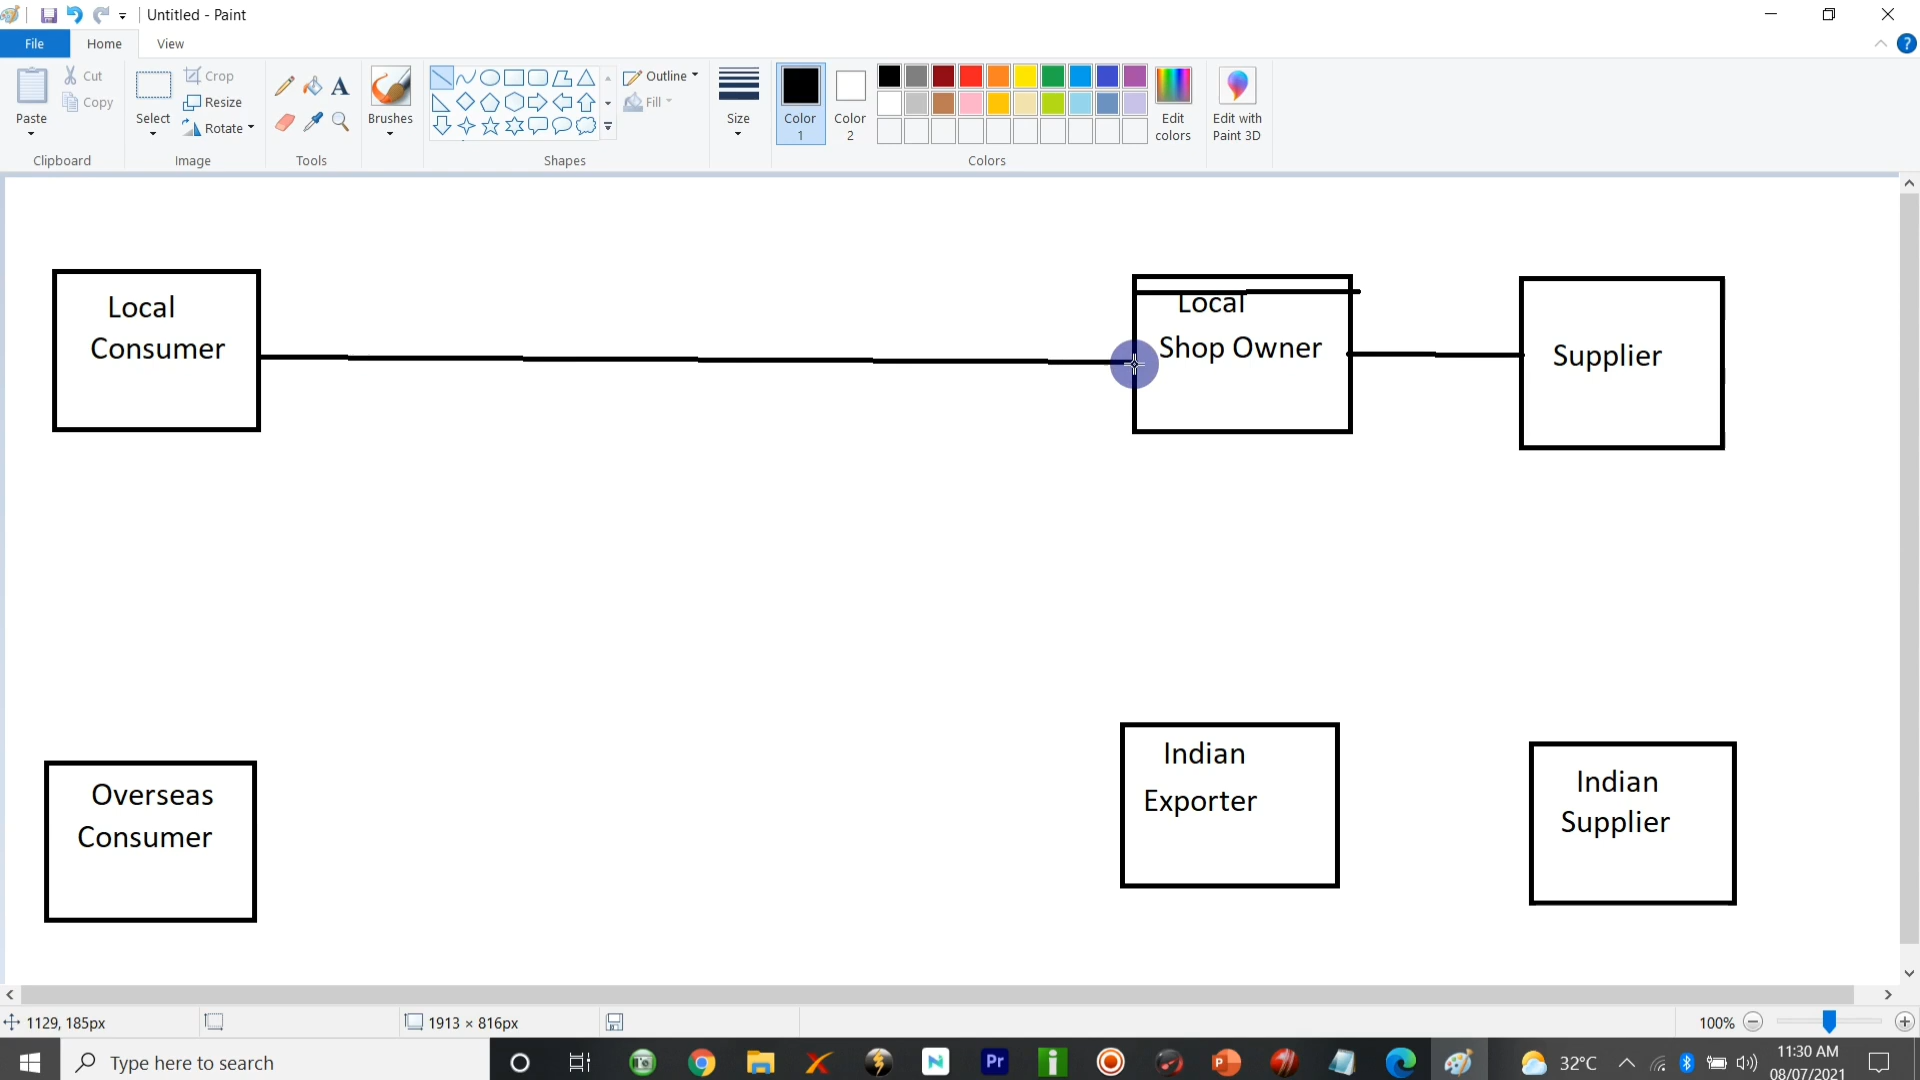 Untitled - Paint
File Home View
Paste
Cut
Copy
Clipboard
Select
Crop
Resize
Rotate
Image
Tools
Brushes
Shapes
Outline
Fill
Size
Color
1
Color
2
Colors
Edit
colors
Edit with
Paint 3D
Local
Consumer
Local
Shop Owner
Supplier
Overseas
Consumer
Indian
Exporter
Indian
Supplier
1129, 185px
1913 × 816px
100%
Type here to search
Pr
32°C
11:30 AM
08/07/2021